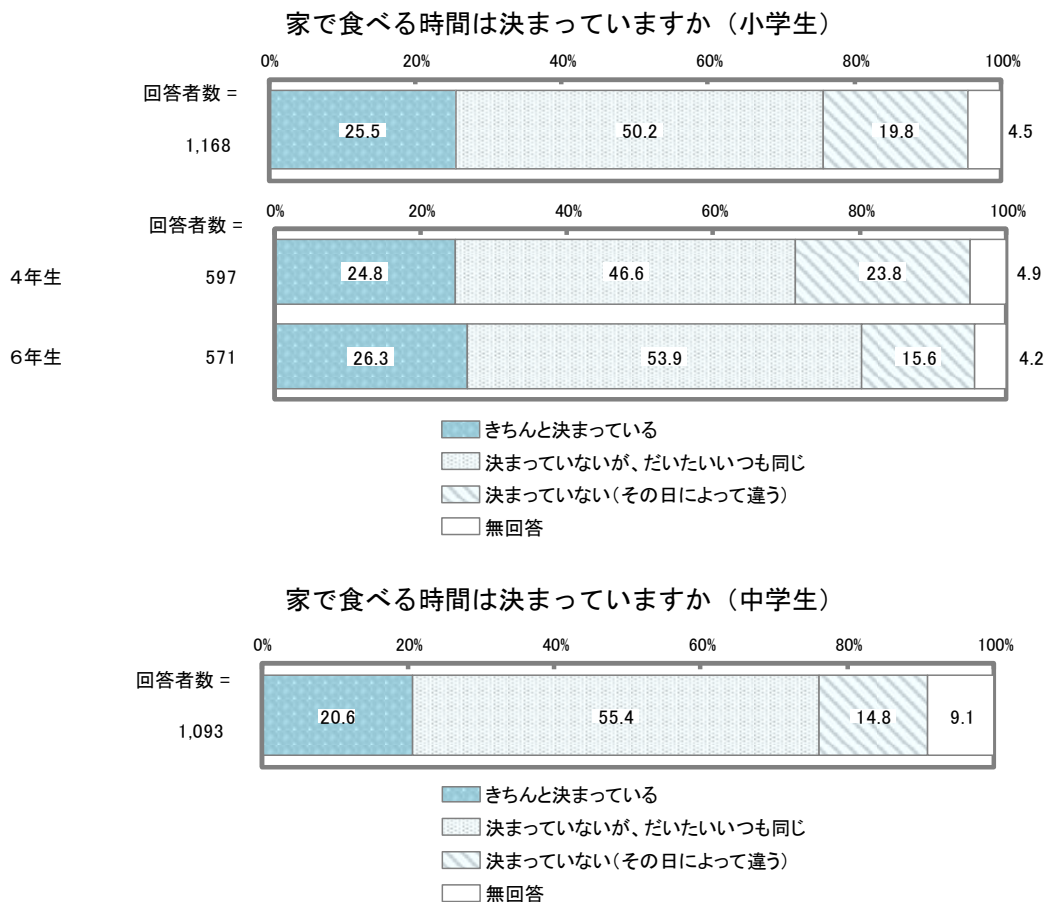 家で食べる時間は決まっていますか（小学生）
0% 20% 40% 60% 80% 100%
回答者数 =
1,168 25.5 50.2 19.8 4.5
0% 20% 40% 60% 80% 100%
回答者数 =
4年生 597 24.8 46.6 23.8 4.9
6年生 571 26.3 53.9 15.6 4.2
きちんと決まっている
決まっていないが、だいたいいつも同じ
決まっていない（その日によって違う）
無回答
家で食べる時間は決まっていますか（中学生）
0% 20% 40% 60% 80% 100%
回答者数 =
1,093 20.6 55.4 14.8 9.1
きちんと決まっている
決まっていないが、だいたいいつも同じ
決まっていない（その日によって違う）
無回答